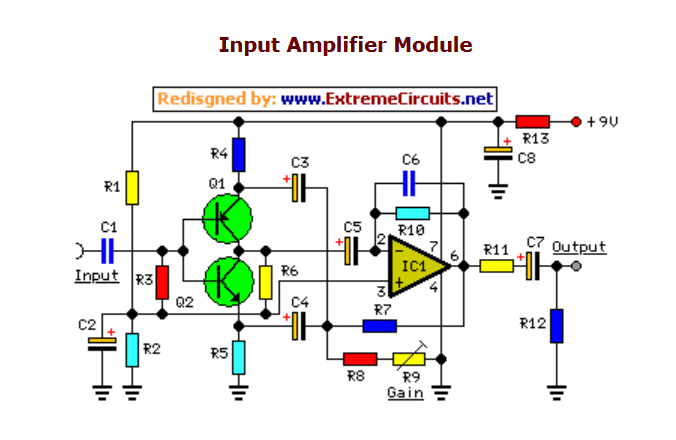 Input Amplifier Module
Redisgned by: www.ExtremeCircuits.net
+9V
R13
R4
C3
C6
C8
Q1
R1
C1
C5
R10
2
7
6
R11
C7
Output
IC1
Input
R3
R6
3
4
Q2
C4
R7
C2
R12
R2
R5
R8
R9
Gain